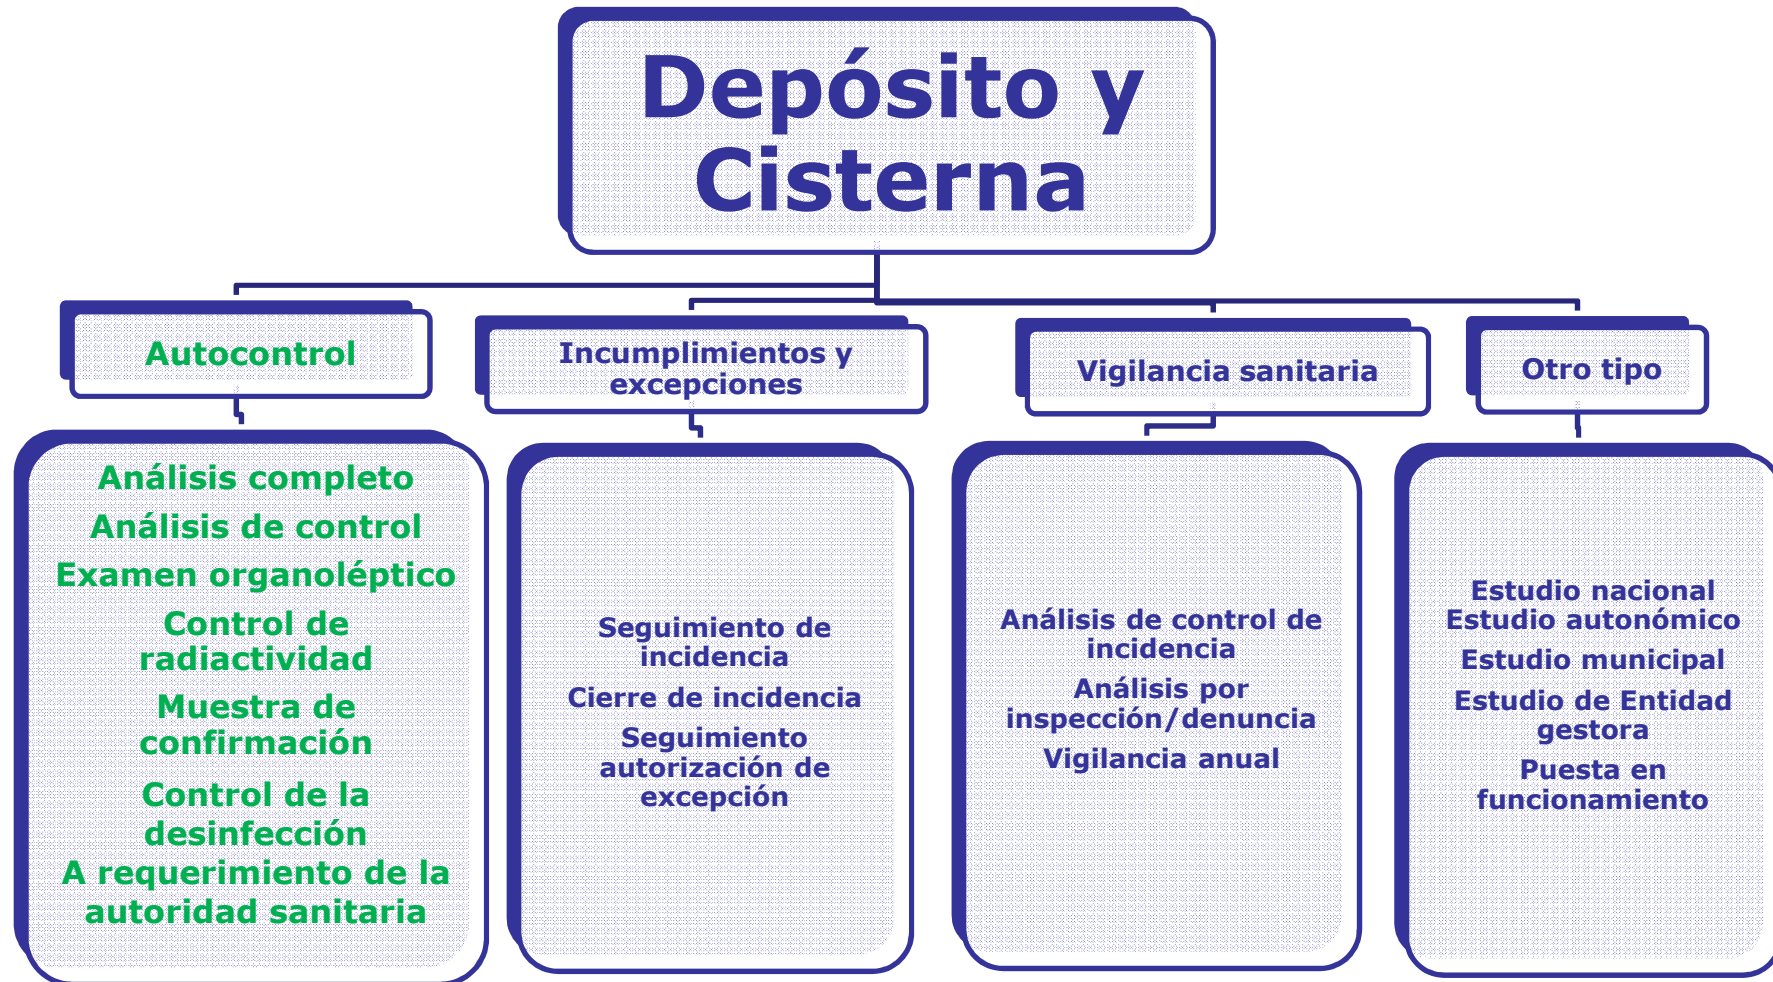 Depósito y
Cisterna
Autocontrol
Incumplimientos y
excepciones
Vigilancia sanitaria
Otro tipo
Análisis completo
Análisis de control
Examen organoléptico
Control de
radiactividad
Muestra de
confirmación
Control de la
desinfección
A requerimiento de la
autoridad sanitaria
Seguimiento de
incidencia
Cierre de incidencia
Seguimiento
autorización de
excepción
Análisis de control de
incidencia
Análisis por
inspección/denuncia
Vigilancia anual
Estudio nacional
Estudio autonómico
Estudio municipal
Estudio de Entidad
gestora
Puesta en
funcionamiento